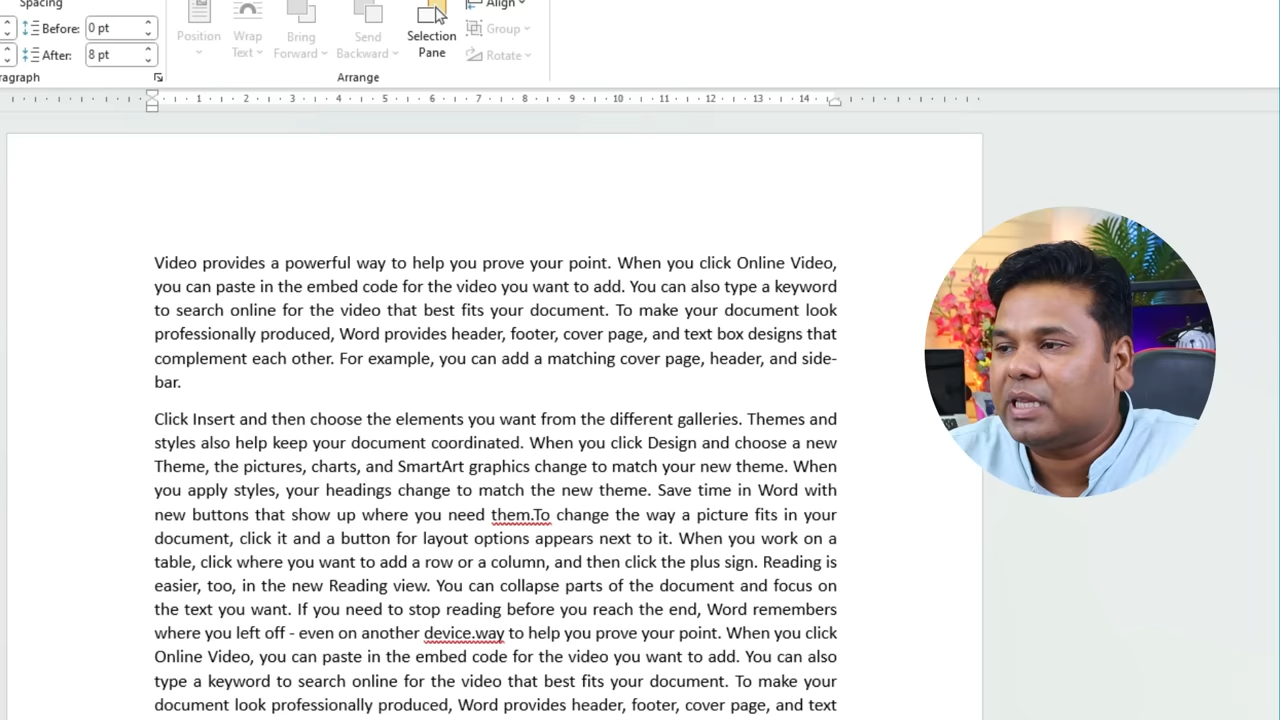 Spacing
Before: 0 pt
After: 8 pt
Position
Wrap Text
Bring Forward
Send Backward
Selection Pane
Align
Group
Rotate
Arrange
1 2 3 4 5 6 7 8 9 10 11 12 13 14
Video provides a powerful way to help you prove your point. When you click Online Video,
you can paste in the embed code for the video you want to add. You can also type a keyword
to search online for the video that best fits your document. To make your document look
professionally produced, Word provides header, footer, cover page, and text box designs that
complement each other. For example, you can add a matching cover page, header, and side-
bar.
Click Insert and then choose the elements you want from the different galleries. Themes and
styles also help keep your document coordinated. When you click Design and choose a new
Theme, the pictures, charts, and SmartArt graphics change to match your new theme. When
you apply styles, your headings change to match the new theme. Save time in Word with
new buttons that show up where you need them.To change the way a picture fits in your
document, click it and a button for layout options appears next to it. When you work on a
table, click where you want to add a row or a column, and then click the plus sign. Reading is
easier, too, in the new Reading view. You can collapse parts of the document and focus on
the text you want. If you need to stop reading before you reach the end, Word remembers
where you left off - even on another device.way to help you prove your point. When you click
Online Video, you can paste in the embed code for the video you want to add. You can also
type a keyword to search online for the video that best fits your document. To make your
document look professionally produced, Word provides header, footer, cover page, and text